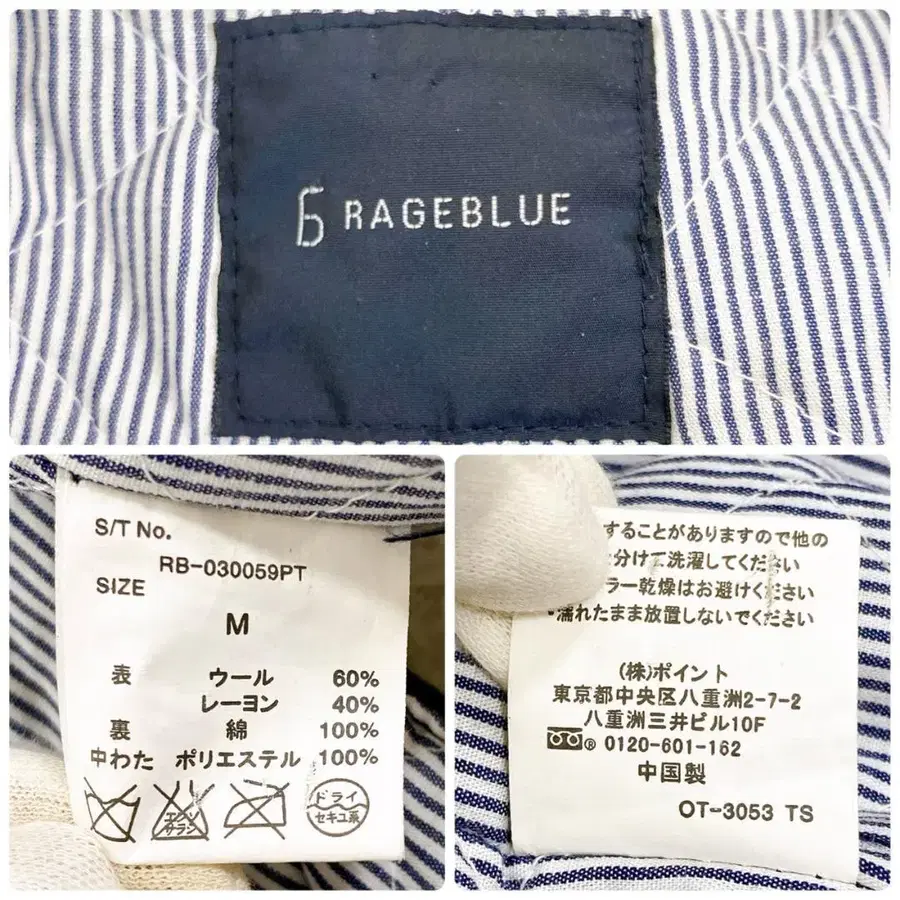 RAGEBLUE
S/T No.
RB-030059PT
SIZE
M
表 ウール 60%
レーヨン 40%
裏 綿 100%
中わた ポリエステル 100%
エンソ
サラシ
ドライ
セキユ系
することがありますので他の
分けて洗濯してください
ラー乾燥はお避けください
・濡れたまま放置しないでください
(株)ポイント
東京都中央区八重洲2-7-2
八重洲三井ビル10F
® 0120-601-162
中国製
OT-3053 TS